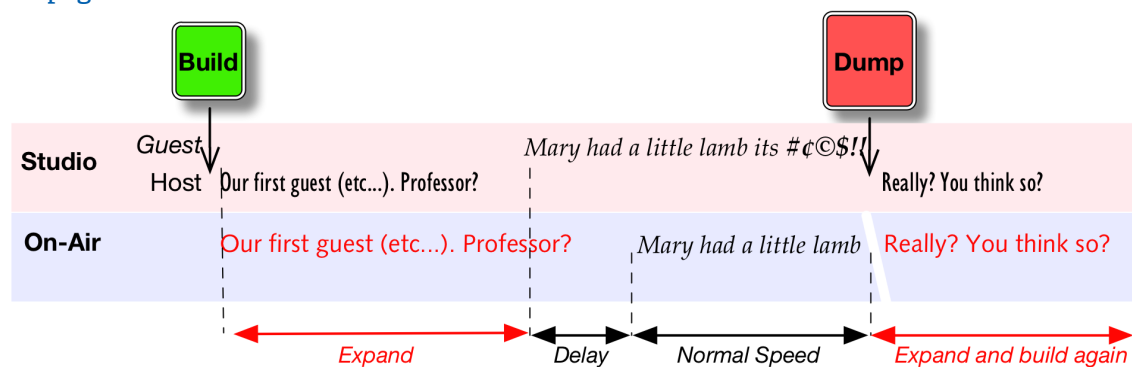 Build
Dump
Guest
Mary had a little lamb its #¢©$!!
Studio
Host
Our first guest (etc...). Professor?
Really? You think so?
On-Air
Our first guest (etc...). Professor?
Mary had a little lamb
Really? You think so?
Expand
Delay
Normal Speed
Expand and build again